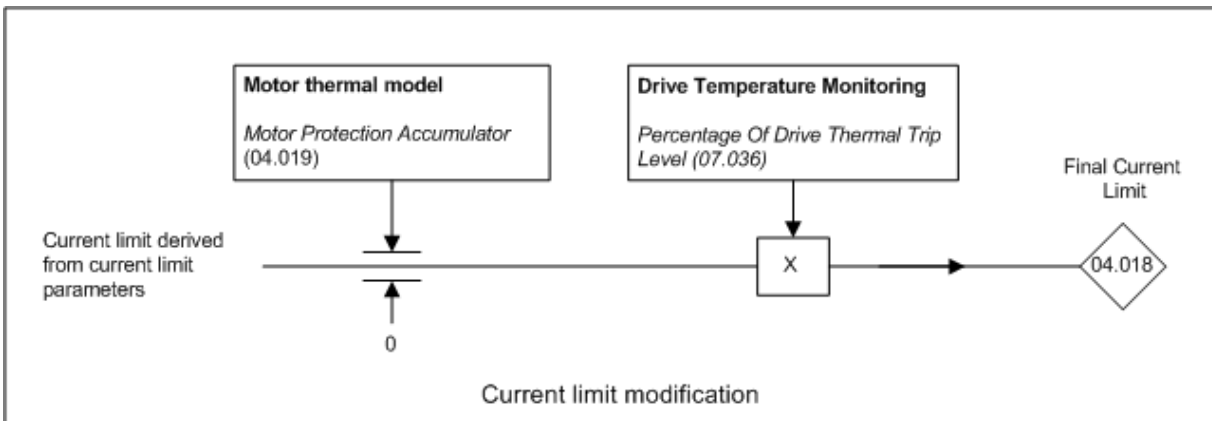 Motor thermal model
Motor Protection Accumulator
(04.019)
Drive Temperature Monitoring
Percentage Of Drive Thermal Trip
Level (07.036)
Final Current
Limit
Current limit derived
from current limit
parameters
X
04.018
0
Current limit modification